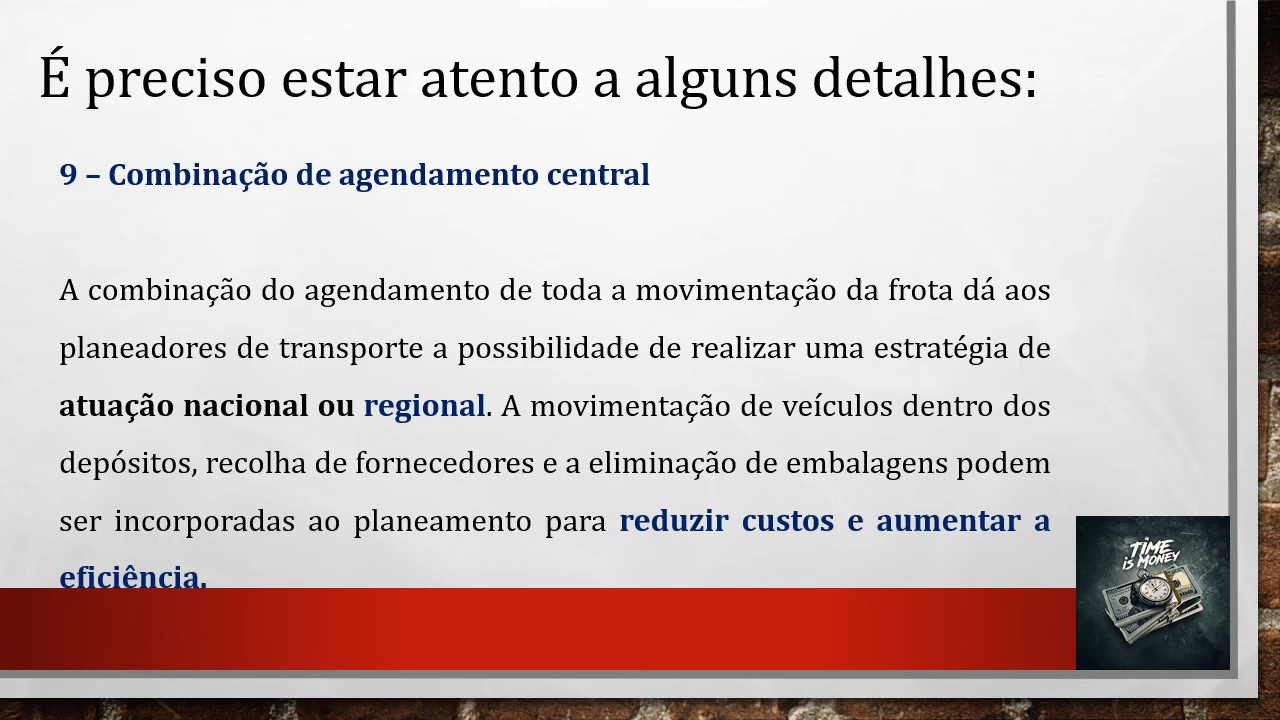 É preciso estar atento a alguns detalhes:
9 – Combinação de agendamento central
A combinação do agendamento de toda a movimentação da frota dá aos
planeadores de transporte a possibilidade de realizar uma estratégia de
atuação nacional ou regional. A movimentação de veículos dentro dos
depósitos, recolha de fornecedores e a eliminação de embalagens podem
ser incorporadas ao planeamento para reduzir custos e aumentar a
eficiência.
TIME
IS MONEY